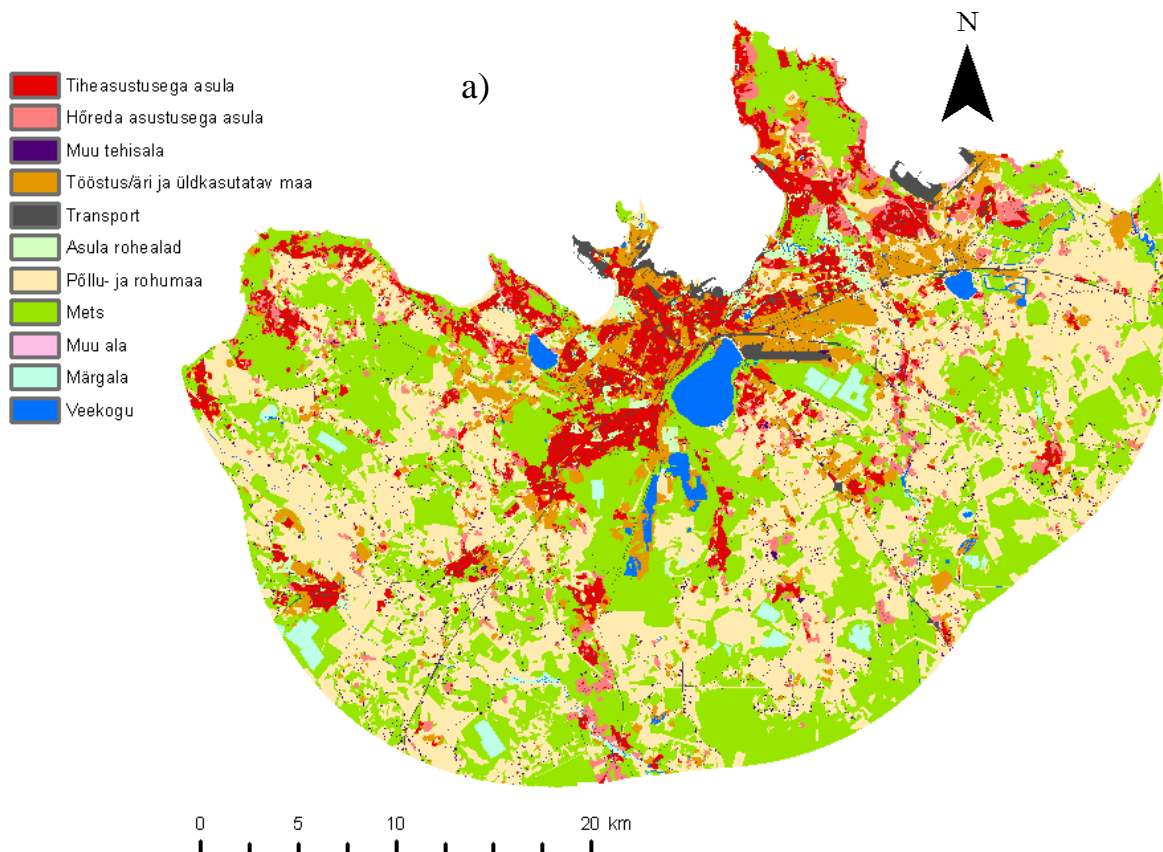 a)
N
Tiheasustusega asula
Hõreda asustusega asula
Muu tehisala
Tööstus/äri ja üldkasutatav maa
Transport
Asula rohealad
Põllu- ja rohumaa
Mets
Muu ala
Märgala
Veekogu
0 5 10 20 km